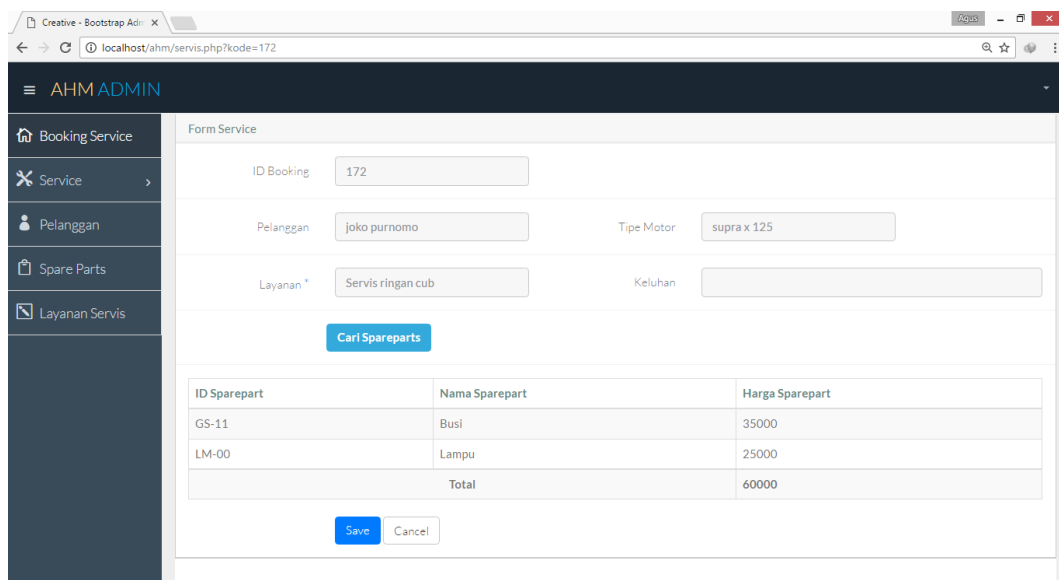 Creative - Bootstrap Adm
Agus
localhost/ahm/servis.php?kode=172
AHM ADMIN
Booking Service
Service
Pelanggan
Spare Parts
Layanan Servis
Form Service
ID Booking 172
Pelanggan joko purnomo Tipe Motor supra x 125
Layanan * Servis ringan cub Keluhan
Cari Spareparts
ID Sparepart Nama Sparepart Harga Sparepart
GS-11 Busi 35000
LM-00 Lampu 25000
Total 60000
Save Cancel